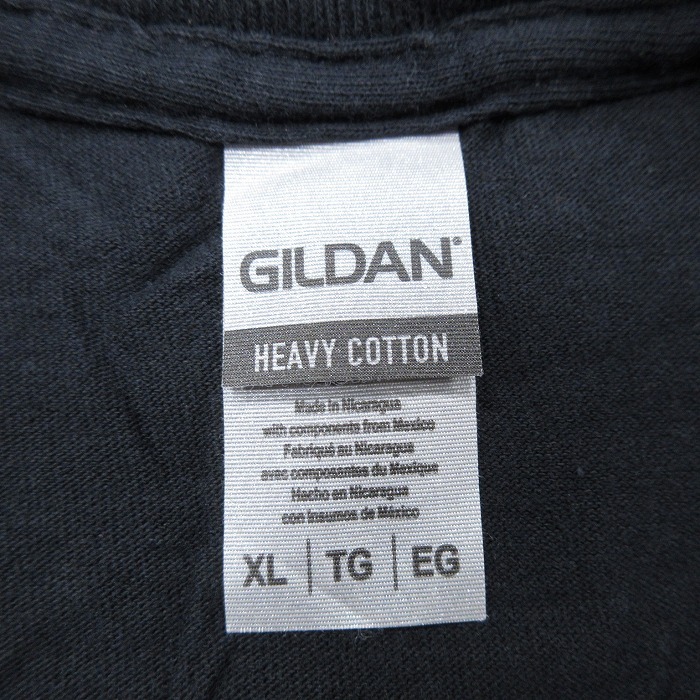 GILDAN®
HEAVY COTTON
Made in Nicaragua
with components from Mexico
Fabriqué au Nicaragua
avec composantes du Mexique
Hecho en Nicaragua
con insumos de México
XL | TG | EG